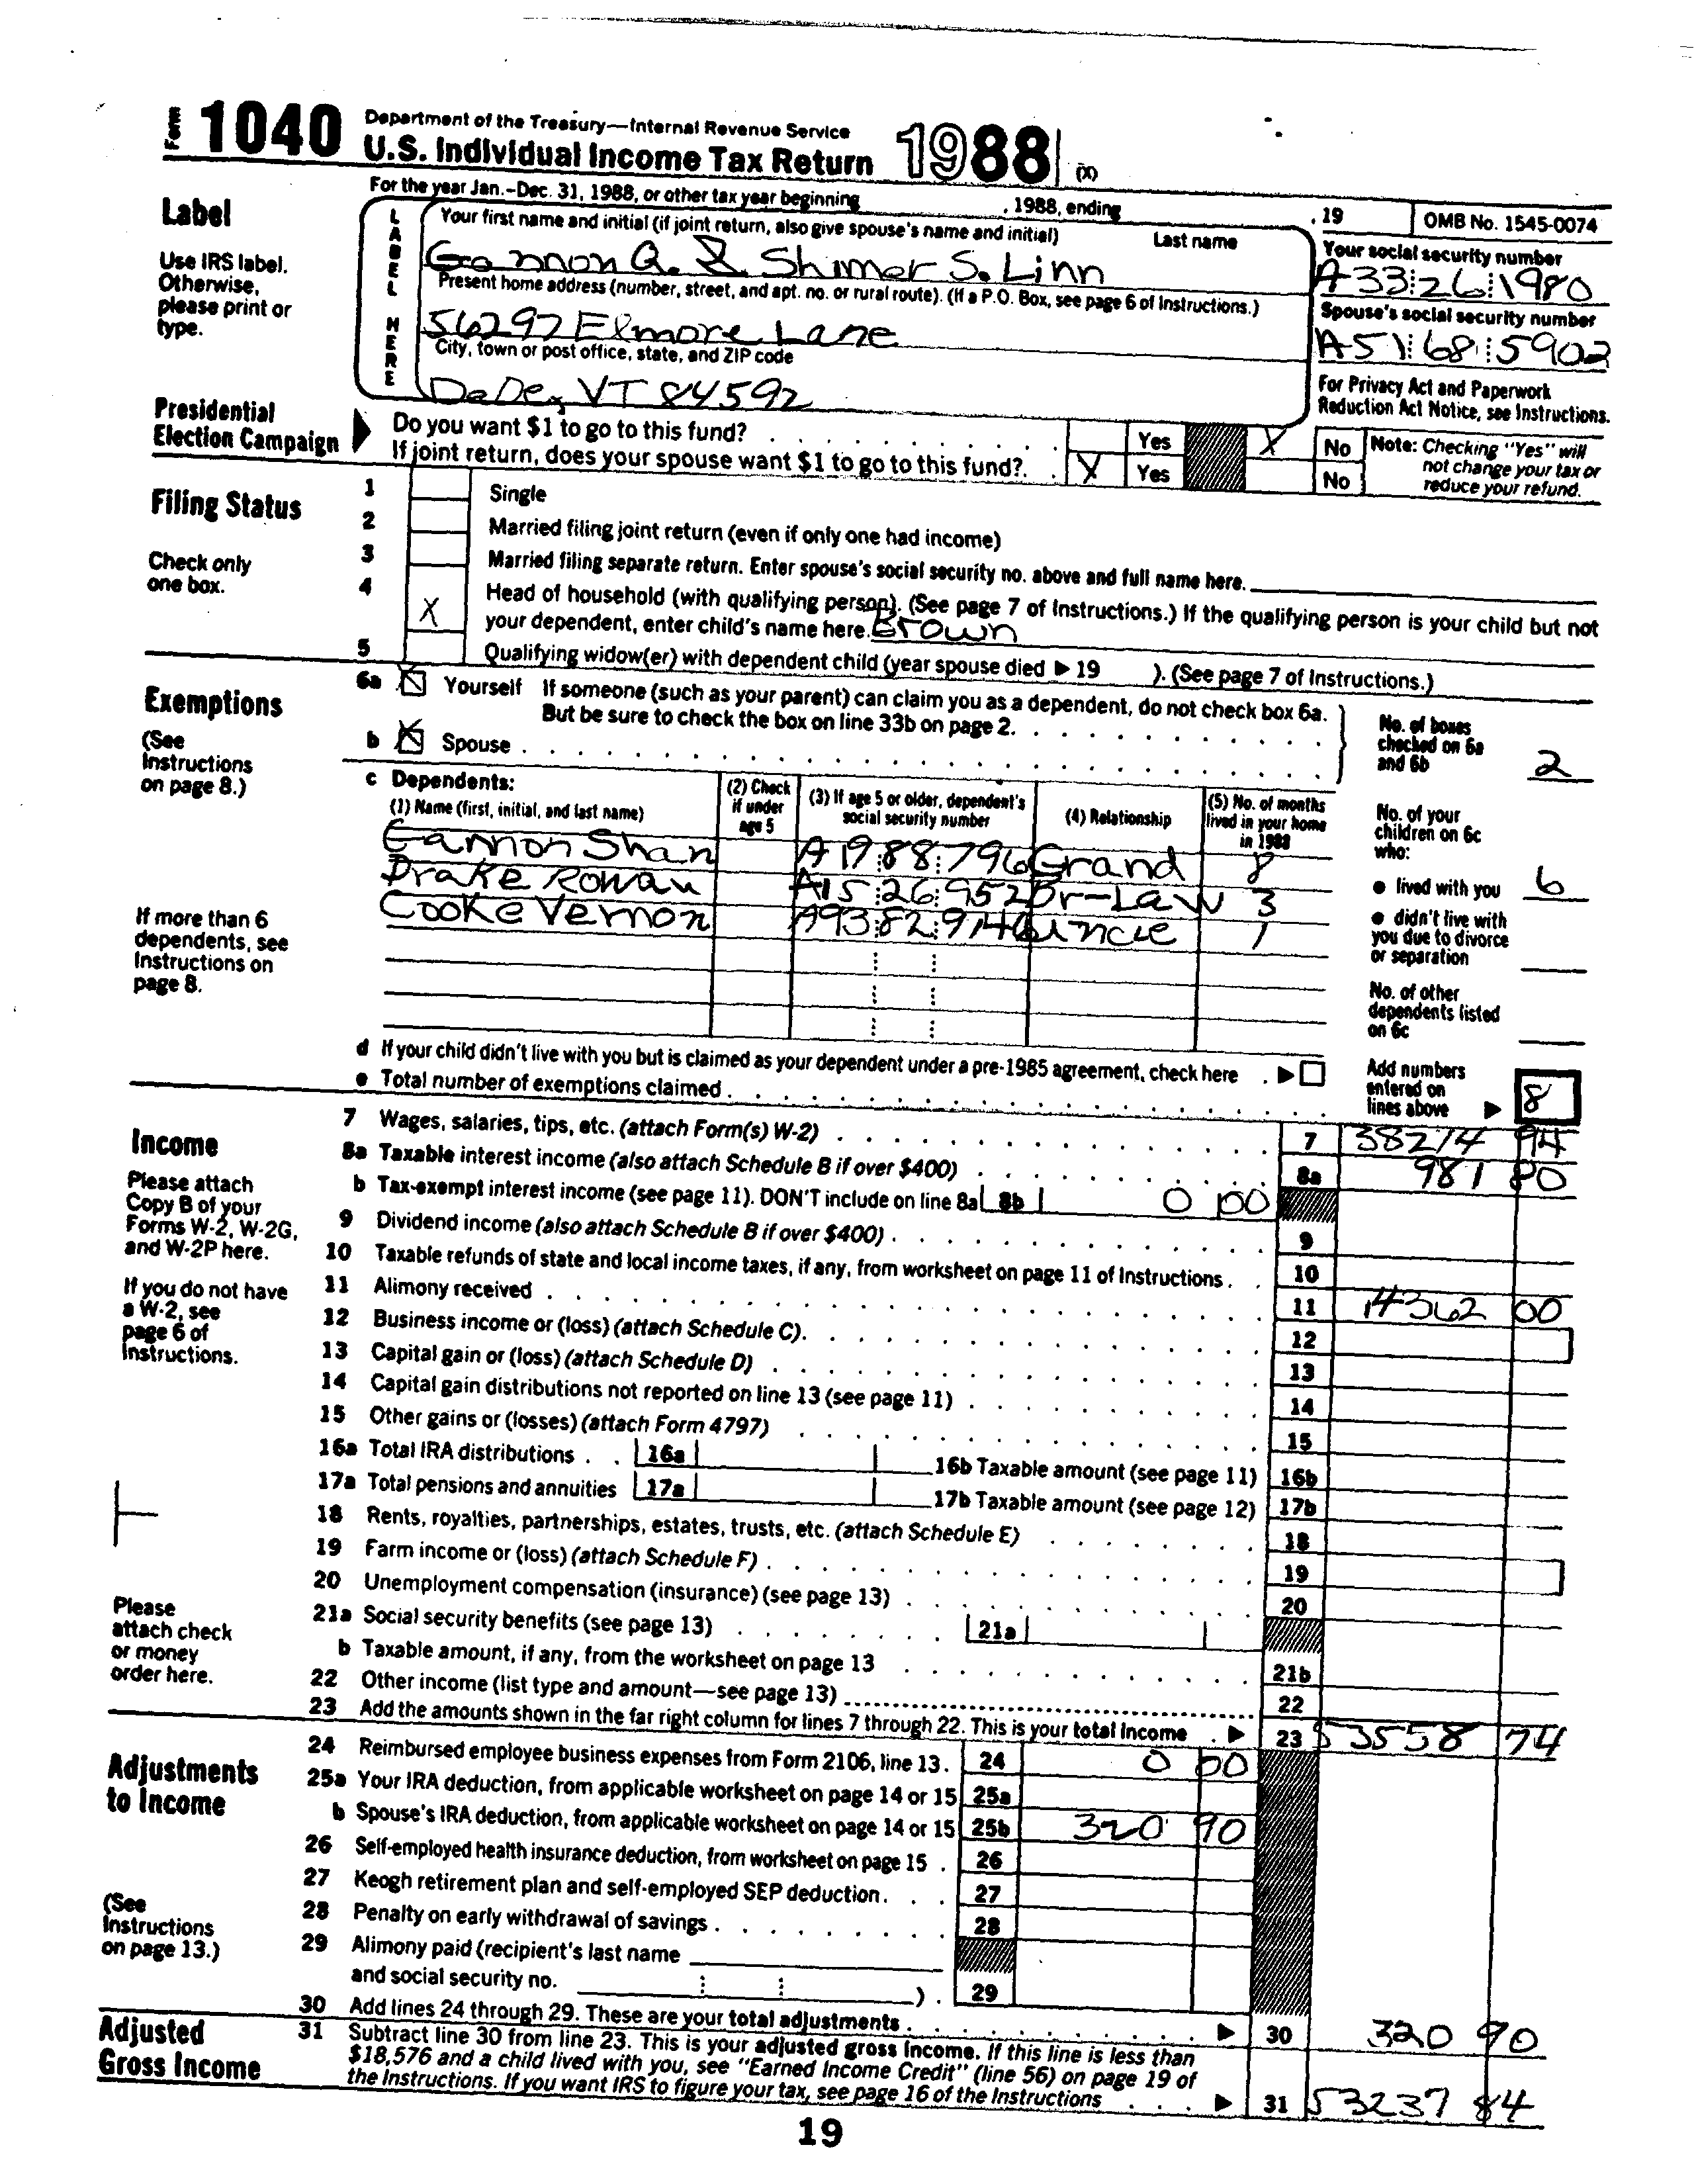 Form 1040 Department of the Treasury—Internal Revenue Service
U.S. Individual Income Tax Return 1988 (X)
For the year Jan.-Dec. 31, 1988, or other tax year beginning , 1988, ending , 19 OMB No. 1545-0074
Label
Use IRS label.
Otherwise,
please print or
type.
LABEL HERE
Your first name and initial (if joint return, also give spouse's name and initial) Last name
Gannon Q. & Shimer S. Linn
Your social security number
A33 26 1980
Present home address (number, street, and apt. no. or rural route). (If a P.O. Box, see page 6 of Instructions.)
56297 Elmore Lane
Spouse's social security number
A51 68 5902
City, town or post office, state, and ZIP code
VT 84592
For Privacy Act and Paperwork
Reduction Act Notice, see Instructions.
Presidential
Election Campaign
Do you want $1 to go to this fund? Yes X No
If joint return, does your spouse want $1 to go to this fund? X Yes No
Note: Checking "Yes" will
not change your tax or
reduce your refund.
Filing Status
Check only
one box.
1 Single
2 Married filing joint return (even if only one had income)
3 Married filing separate return. Enter spouse's social security no. above and full name here.
4 X Head of household (with qualifying person). (See page 7 of Instructions.) If the qualifying person is your child but not
your dependent, enter child's name here. Brown
5 Qualifying widow(er) with dependent child (year spouse died ▶ 19 ). (See page 7 of Instructions.)
Exemptions
(See
Instructions
on page 8.)
If more than 6
dependents, see
Instructions on
page 8.
6a X Yourself If someone (such as your parent) can claim you as a dependent, do not check box 6a.
But be sure to check the box on line 33b on page 2.
b X Spouse
No. of boxes
checked on 6a
and 6b 2
c Dependents:
(1) Name (first, initial, and last name)
(2) Check
if under
age 5
(3) If age 5 or older, dependent's
social security number
(4) Relationship
(5) No. of months
lived in your home
in 1988
Shan A19 88 796 Grand 8
Drake Rowan A15 26 952 Br-Law 3
Cooke Vernon A93 82 914 Uncle 1
No. of your
children on 6c
who:
● lived with you 6
● didn't live with
you due to divorce
or separation
No. of other
dependents listed
on 6c
d If your child didn't live with you but is claimed as your dependent under a pre-1985 agreement, check here ▶
e Total number of exemptions claimed
Add numbers
entered on
lines above ▶ 8
Income
Please attach
Copy B of your
Forms W-2, W-2G,
and W-2P here.
If you do not have
a W-2, see
page 6 of
Instructions.
Please
attach check
or money
order here.
7 Wages, salaries, tips, etc. (attach Form(s) W-2) 7 38214 94
8a Taxable interest income (also attach Schedule B if over $400) 8a 981 80
b Tax-exempt interest income (see page 11). DON'T include on line 8a 8b 0 00
9 Dividend income (also attach Schedule B if over $400) 9
10 Taxable refunds of state and local income taxes, if any, from worksheet on page 11 of Instructions 10
11 Alimony received 11 14362 00
12 Business income or (loss) (attach Schedule C) 12
13 Capital gain or (loss) (attach Schedule D) 13
14 Capital gain distributions not reported on line 13 (see page 11) 14
15 Other gains or (losses) (attach Form 4797) 15
16a Total IRA distributions 16a 16b Taxable amount (see page 11) 16b
17a Total pensions and annuities 17a 17b Taxable amount (see page 12) 17b
18 Rents, royalties, partnerships, estates, trusts, etc. (attach Schedule E) 18
19 Farm income or (loss) (attach Schedule F) 19
20 Unemployment compensation (insurance) (see page 13) 20
21a Social security benefits (see page 13) 21a
b Taxable amount, if any, from the worksheet on page 13 21b
22 Other income (list type and amount—see page 13) 22
23 Add the amounts shown in the far right column for lines 7 through 22. This is your total income ▶ 23 53558 74
Adjustments
to Income
(See
Instructions
on page 13.)
24 Reimbursed employee business expenses from Form 2106, line 13 24 0 00
25a Your IRA deduction, from applicable worksheet on page 14 or 15 25a
b Spouse's IRA deduction, from applicable worksheet on page 14 or 15 25b 320 90
26 Self-employed health insurance deduction, from worksheet on page 15 26
27 Keogh retirement plan and self-employed SEP deduction 27
28 Penalty on early withdrawal of savings 28
29 Alimony paid (recipient's last name
and social security no. ) 29
30 Add lines 24 through 29. These are your total adjustments ▶ 30 320 90
Adjusted
Gross Income
31 Subtract line 30 from line 23. This is your adjusted gross income. If this line is less than
$18,576 and a child lived with you, see "Earned Income Credit" (line 56) on page 19 of
the Instructions. If you want IRS to figure your tax, see page 16 of the Instructions ▶ 31 53237 84
19